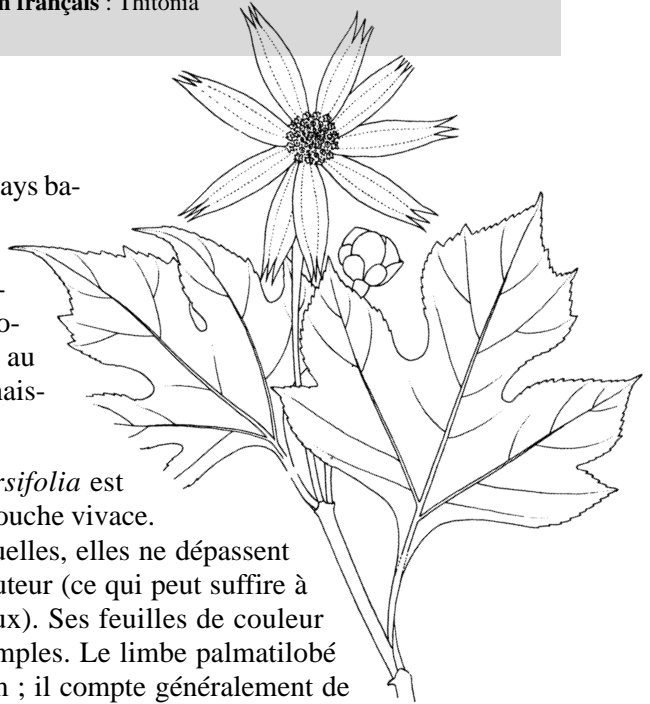 n français : Thitonia
ays ba-
-
o-
au
nais-
rsifolia est
ouche vivace.
uelles, elles ne dépassent
uteur (ce qui peut suffire à
ux). Ses feuilles de couleur
mples. Le limbe palmatilobé
n ; il compte généralement de